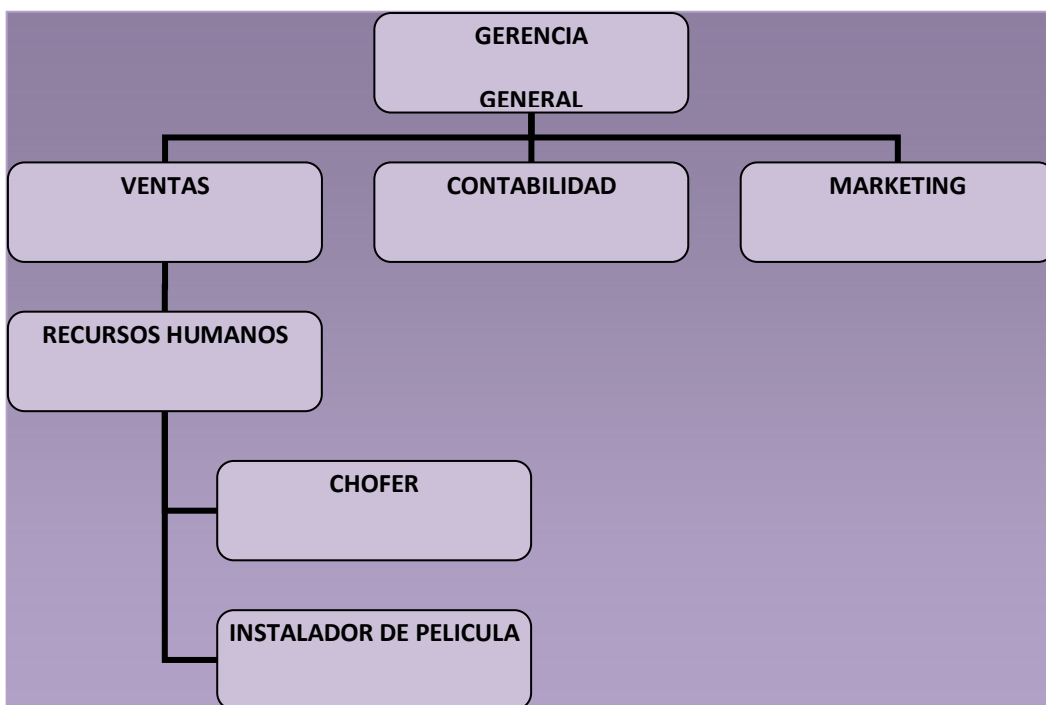 GERENCIA
GENERAL
VENTAS
CONTABILIDAD
MARKETING
RECURSOS HUMANOS
CHOFER
INSTALADOR DE PELICULA